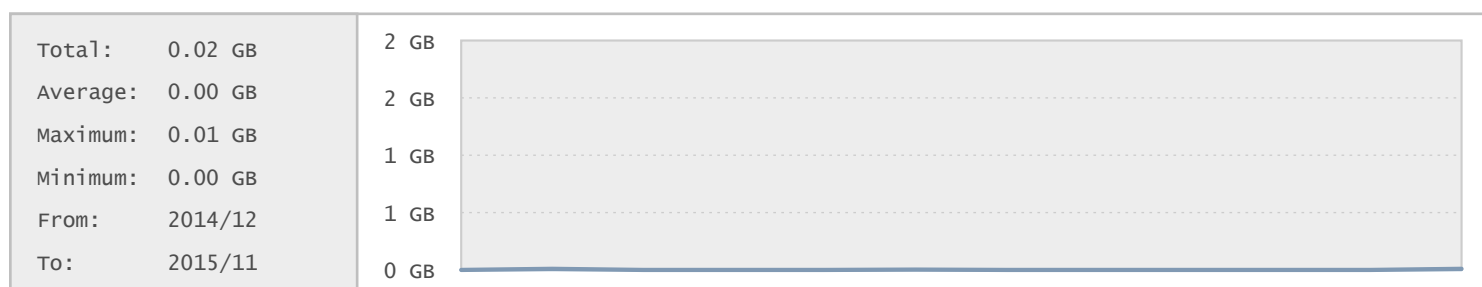 Total: 0.02 GB
Average: 0.00 GB
Maximum: 0.01 GB
Minimum: 0.00 GB
From: 2014/12
To: 2015/11
2 GB
2 GB
1 GB
1 GB
0 GB